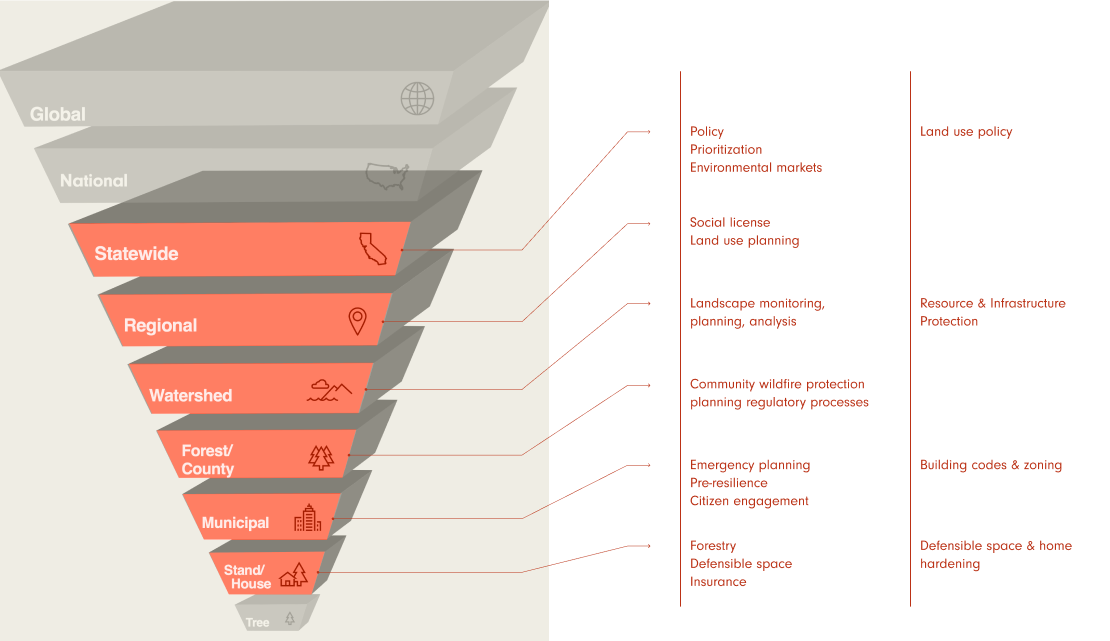 Global
National
Statewide
Regional
Watershed
Forest/
County
Municipal
Stand/
House
Tree
Policy
Prioritization
Environmental markets
Land use policy
Social license
Land use planning
Landscape monitoring,
planning, analysis
Resource & Infrastructure
Protection
Community wildfire protection
planning regulatory processes
Emergency planning
Pre-resilience
Citizen engagement
Building codes & zoning
Forestry
Defensible space
Insurance
Defensible space & home
hardening